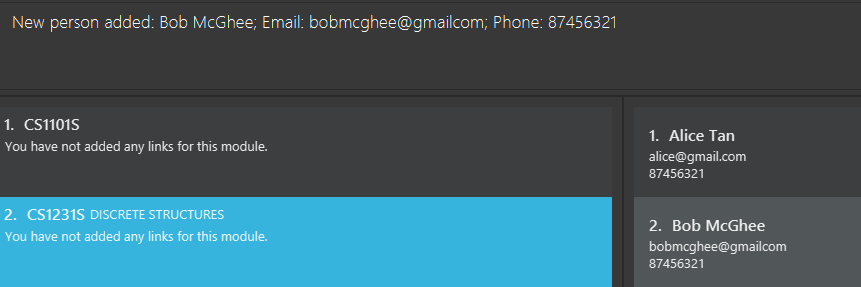 New person added: Bob McGhee; Email: bobmcghee@gmailcom; Phone: 87456321
1. CS1101S
You have not added any links for this module.
2. CS1231S DISCRETE STRUCTURES
You have not added any links for this module.
1. Alice Tan
alice@gmail.com
87456321
2. Bob McGhee
bobmcghee@gmailcom
87456321